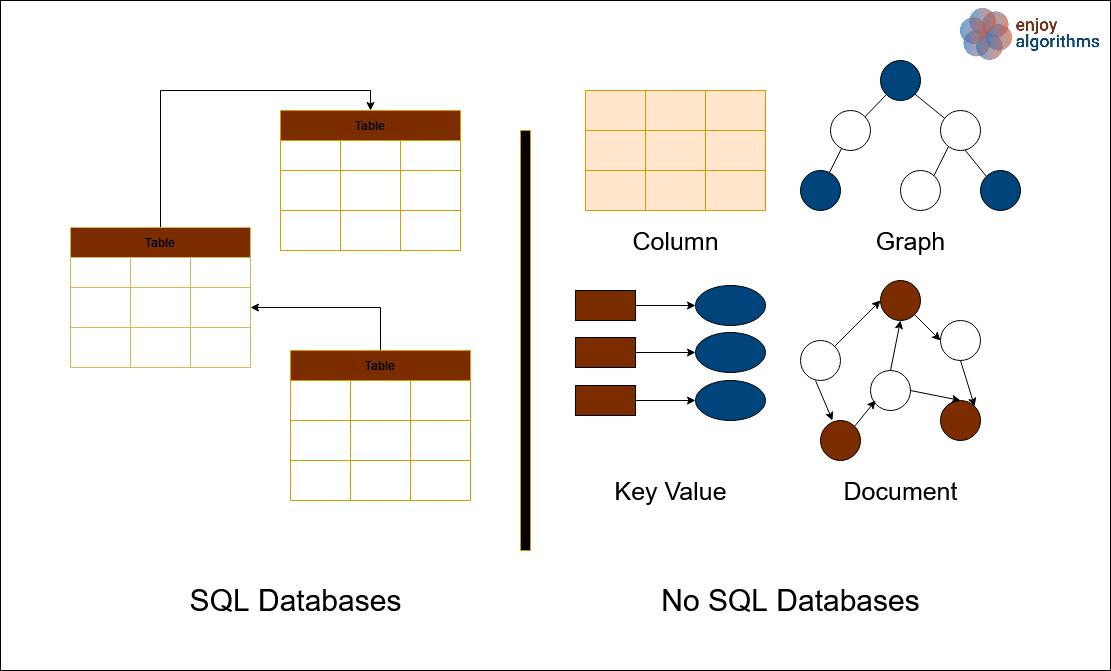 enjoy
algorithms
Table
Table
Table
Column
Graph
Key Value
Document
SQL Databases
No SQL Databases